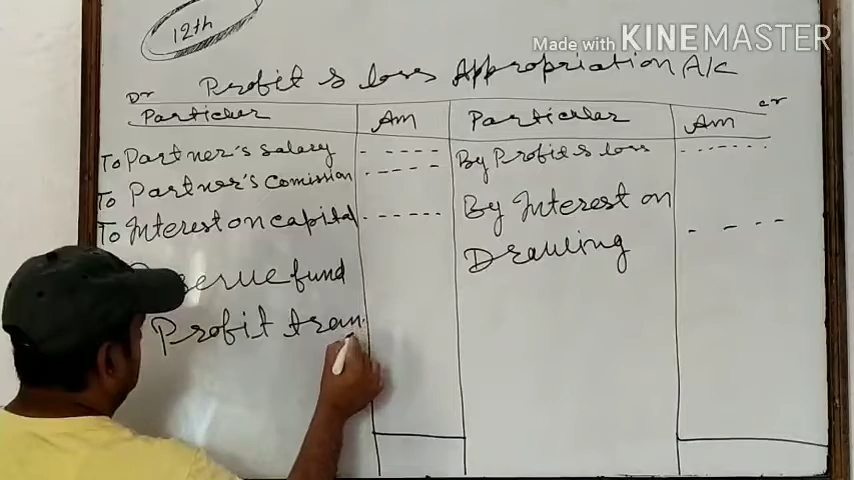 12th
Made with KINEMASTER
Profit & loss Appropriation A/c
Dr
cr
Particular Am Particular Am
To Partner's salary - - - - - By Profit & loss - - - - - -
To Partner's Comission - - - - -
To Interest on capital - - - - - By Interest on
Drawing - - - -
Reserve fund
Profit tran